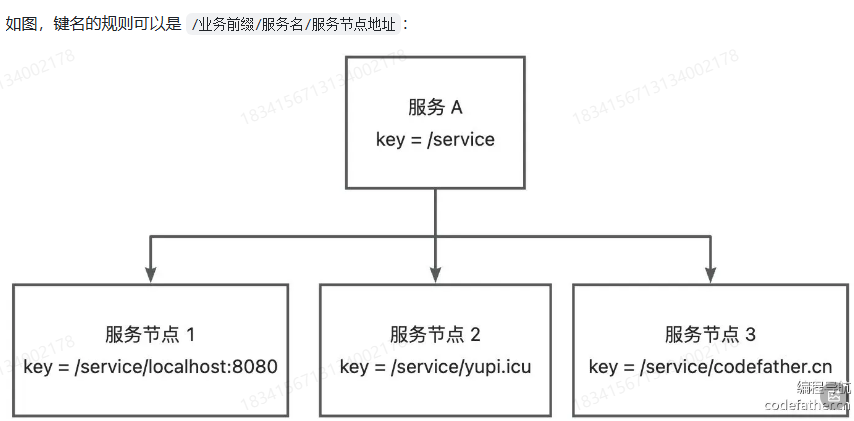 如图，键名的规则可以是 /业务前缀/服务名/服务节点地址：
服务 A
key = /service
服务节点 1
key = /service/localhost:8080
服务节点 2
key = /service/yupi.icu
服务节点 3
key = /service/codefather.cn
编程导航
codefather.cn
1834156713134002178
1834156713134002178
1834156713134002178
1834156713134002178